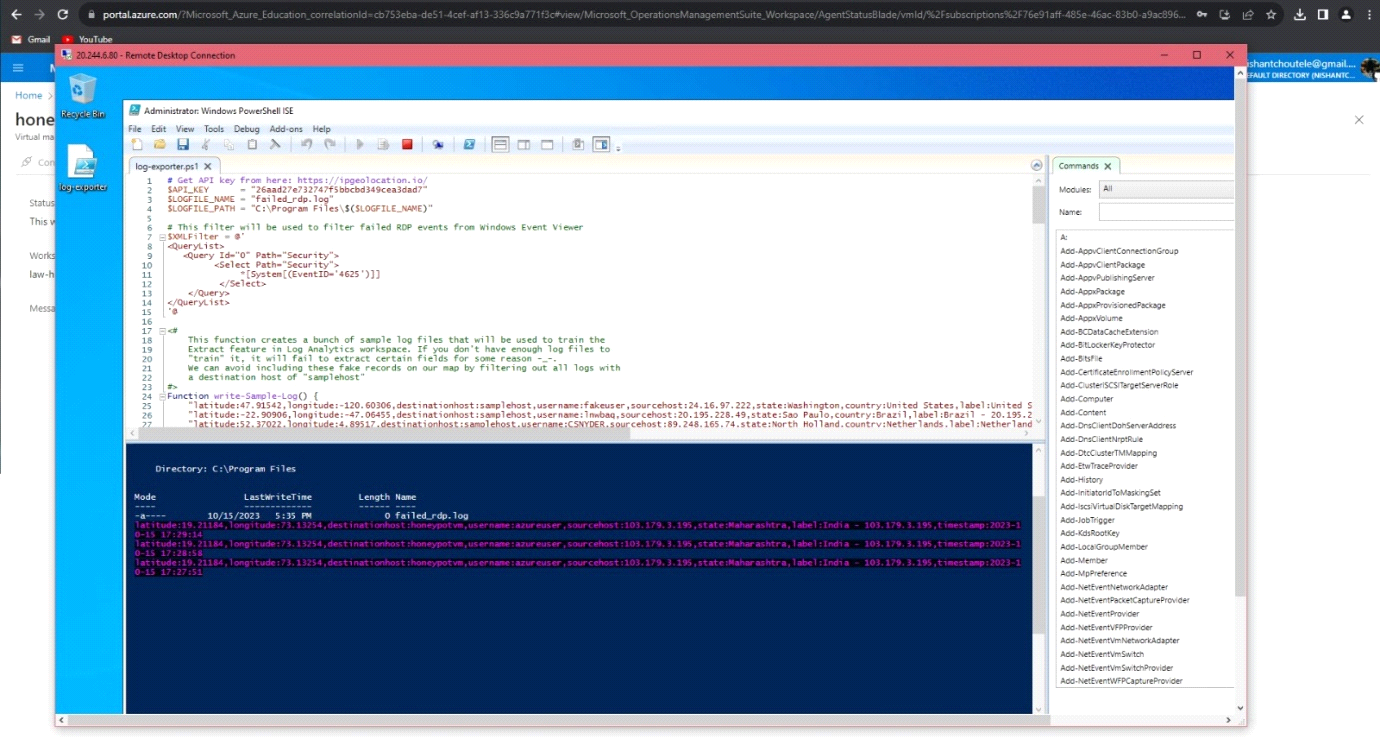 portal.azure.com/?Microsoft_Azure_Education_correlationId=cb753eba-de51-4cef-af13-336c9a771f3c#view/Microsoft_OperationsManagementSuite_Workspace/AgentStatusBlade/vmId/%2Fsubscriptions%2F76e91aff-485e-46ac-83b0-a9ac896...
Gmail YouTube
20.244.6.80 - Remote Desktop Connection
ishantchoutele@gmail....
EFAULT DIRECTORY (NISHANTC...
Home >
hone
Virtual ma
Con
Status
This w
Works
law-h
Messa
Recycle Bin
log-exporter
Administrator: Windows PowerShell ISE
File Edit View Tools Debug Add-ons Help
log-exporter.ps1 X
1 # Get API key from here: https://ipgeolocation.io/
2 $API_KEY = "26aad27e732747f5bbcbd349cea3dad7"
3 $LOGFILE_NAME = "failed_rdp.log"
4 $LOGFILE_PATH = "C:\Program Files\$($LOGFILE_NAME)"
5
6 # This filter will be used to filter failed RDP events from Windows Event Viewer
7 $XMLFilter = @'
8 <QueryList>
9 <Query Id="0" Path="Security">
10 <Select Path="Security">
11 *[System[(EventID='4625')]]
12 </Select>
13 </Query>
14 </QueryList>
15 '@
16
17 <#
18 This function creates a bunch of sample log files that will be used to train the
19 Extract feature in Log Analytics workspace. If you don't have enough log files to
20 "train" it, it will fail to extract certain fields for some reason -_-.
21 We can avoid including these fake records on our map by filtering out all logs with
22 a destination host of "samplehost"
23 #>
24 Function write-Sample-Log() {
25 "latitude:47.91542,longitude:-120.60306,destinationhost:samplehost,username:fakeuser,sourcehost:24.16.97.222,state:Washington,country:United States,label:United S
26 "latitude:-22.90906,longitude:-47.06455,destinationhost:samplehost,username:lnwbaq,sourcehost:20.195.228.49,state:Sao Paulo,country:Brazil,label:Brazil - 20.195.2
27 "latitude:52.37022,longitude:4.89517,destinationhost:samplehost,username:CSNYDER,sourcehost:89.248.165.74,state:North Holland,country:Netherlands,label:Netherland
Directory: C:\Program Files
Mode LastWriteTime Length Name
---- ------------- ------ ----
-a---- 10/15/2023 5:35 PM 0 failed_rdp.log
latitude:19.21184,longitude:73.13254,destinationhost:honeypotvm,username:azureuser,sourcehost:103.179.3.195,state:Maharashtra,label:India - 103.179.3.195,timestamp:2023-1
0-15 17:29:14
latitude:19.21184,longitude:73.13254,destinationhost:honeypotvm,username:azureuser,sourcehost:103.179.3.195,state:Maharashtra,label:India - 103.179.3.195,timestamp:2023-1
0-15 17:28:58
latitude:19.21184,longitude:73.13254,destinationhost:honeypotvm,username:azureuser,sourcehost:103.179.3.195,state:Maharashtra,label:India - 103.179.3.195,timestamp:2023-1
0-15 17:27:51
Commands X
Modules: All
Name:
A:
Add-AppvClientConnectionGroup
Add-AppvClientPackage
Add-AppvPublishingServer
Add-AppxPackage
Add-AppxProvisionedPackage
Add-AppxVolume
Add-BCDataCacheExtension
Add-BitLockerKeyProtector
Add-BitsFile
Add-CertificateEnrollmentPolicyServer
Add-ClusteriSCSITargetServerRole
Add-Computer
Add-Content
Add-DnsClientDohServerAddress
Add-DnsClientNrptRule
Add-DtcClusterTMMapping
Add-EtwTraceProvider
Add-History
Add-InitiatorIdToMaskingSet
Add-IscsiVirtualDiskTargetMapping
Add-JobTrigger
Add-KdsRootKey
Add-LocalGroupMember
Add-Member
Add-MpPreference
Add-NetEventNetworkAdapter
Add-NetEventPacketCaptureProvider
Add-NetEventProvider
Add-NetEventVFPProvider
Add-NetEventVmNetworkAdapter
Add-NetEventVmSwitch
Add-NetEventVmSwitchProvider
Add-NetEventWFPCaptureProvider